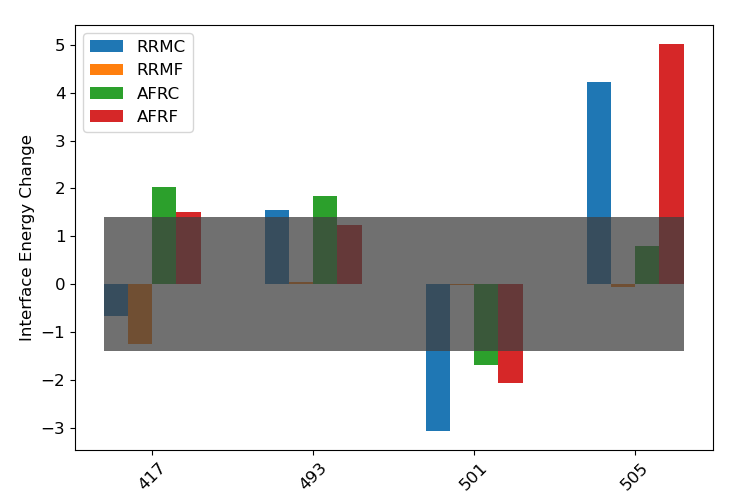 RRMC
RRMF
AFRC
AFRF
Interface Energy Change
5
4
3
2
1
0
−1
−2
−3
417
493
501
505